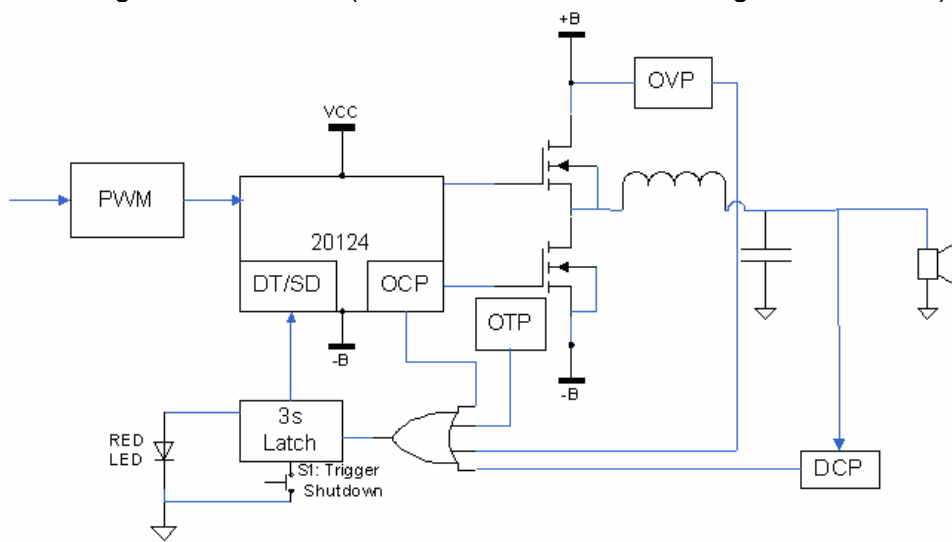 +B
OVP
VCC
PWM
20124
DT/SD
OCP
OTP
-B
-B
3s
Latch
RED
LED
S1: Trigger
Shutdown
DCP